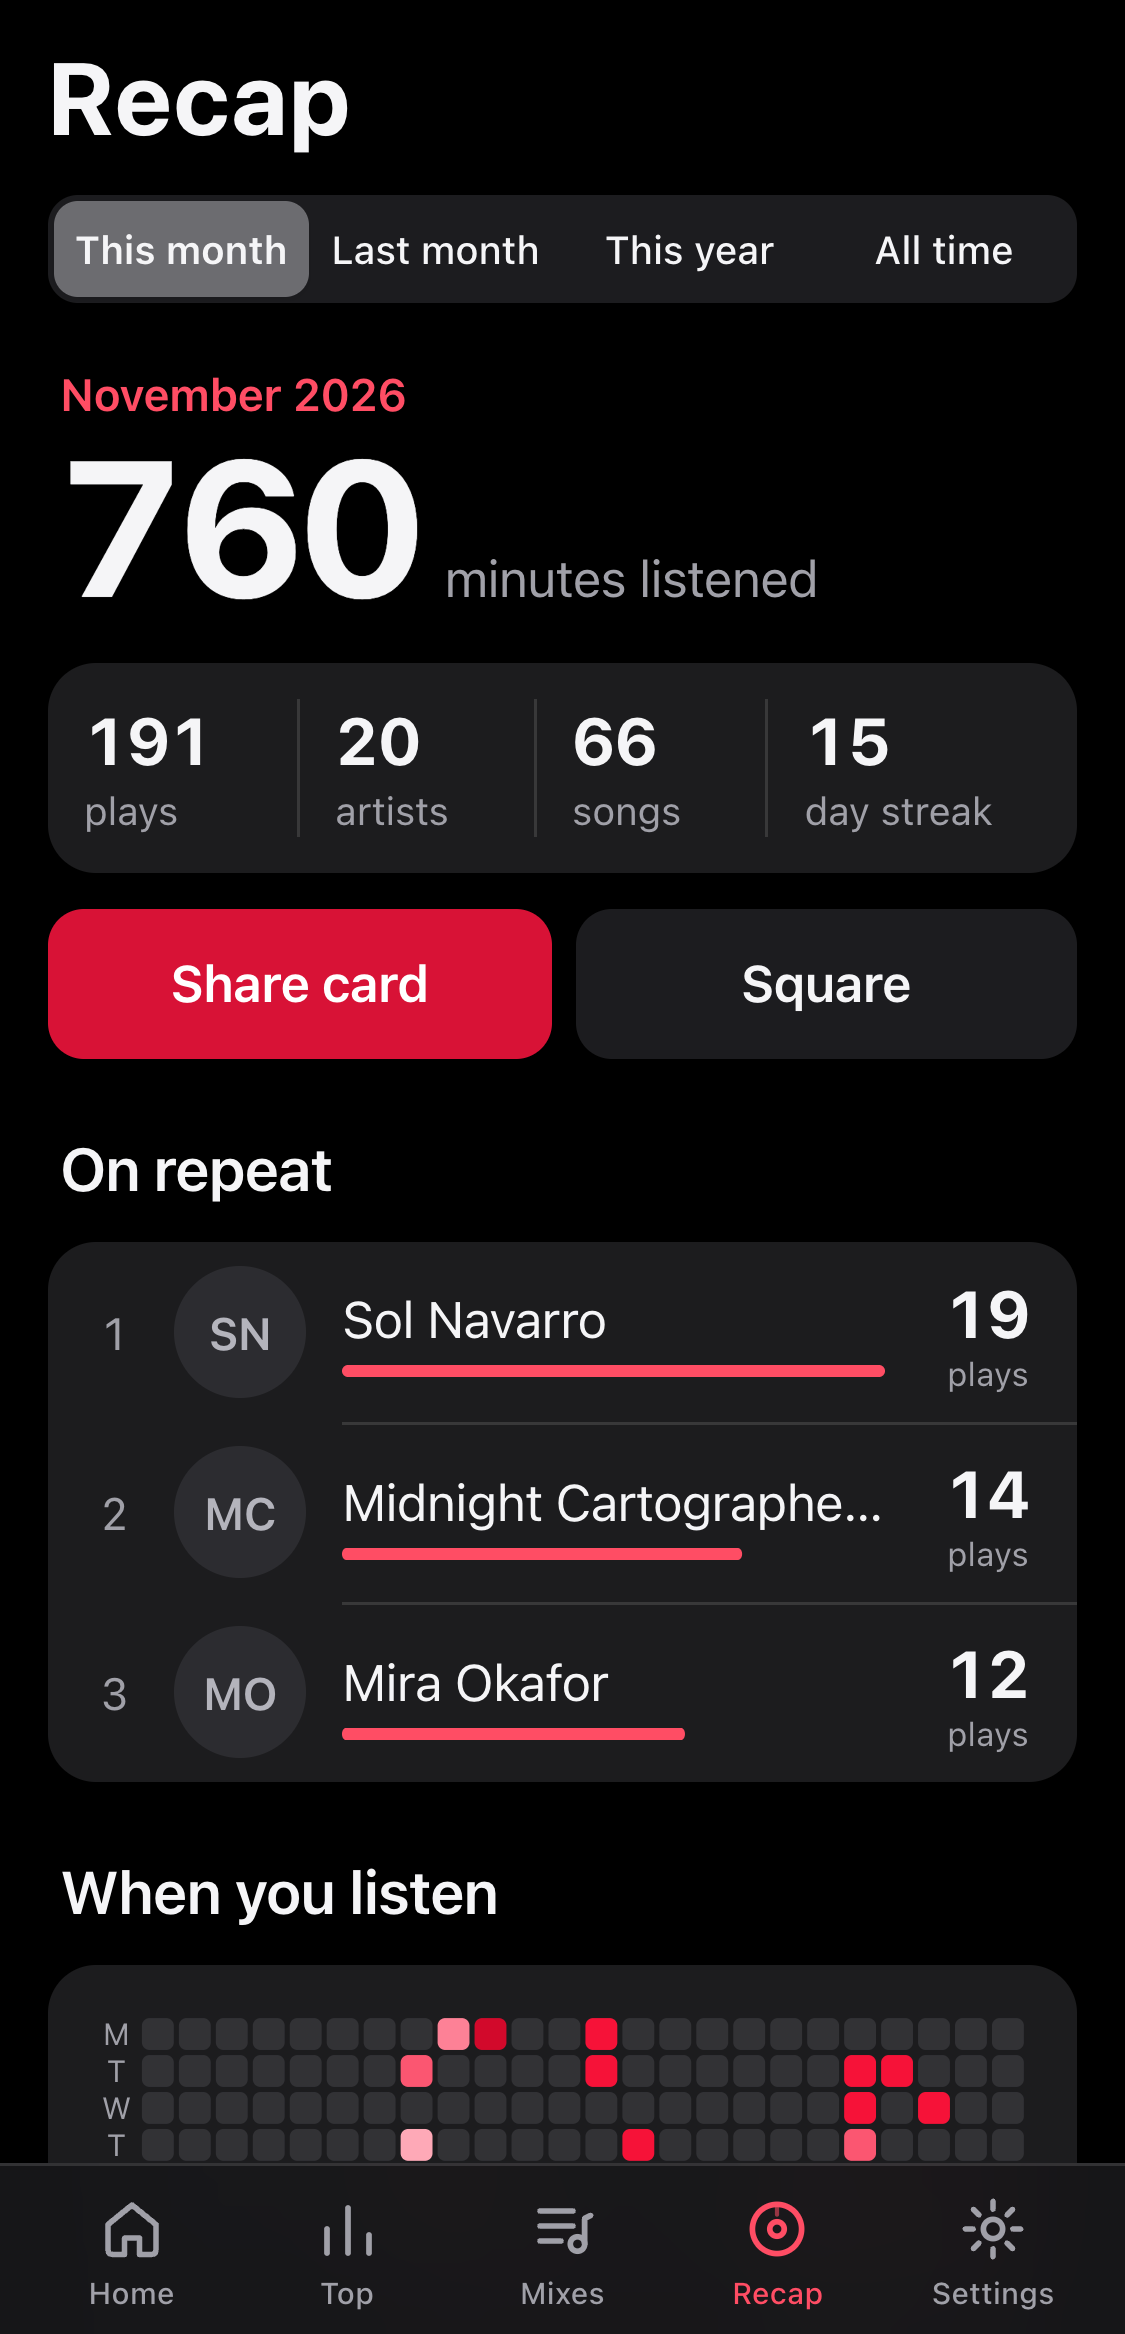 Recap
This month Last month This year All time
November 2026
760 minutes listened
191 20 66 15
plays artists songs day streak
Share card Square
On repeat
1 SN Sol Navarro 19
plays
2 MC Midnight Cartographe... 14
plays
3 MO Mira Okafor 12
plays
When you listen
M
T
W
T
Home Top Mixes Recap Settings